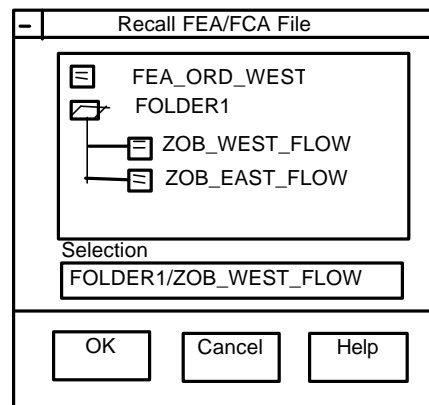 Recall FEA/FCA File
FEA_ORD_WEST
FOLDER1
ZOB_WEST_FLOW
ZOB_EAST_FLOW
Selection
FOLDER1/ZOB_WEST_FLOW
OK Cancel Help